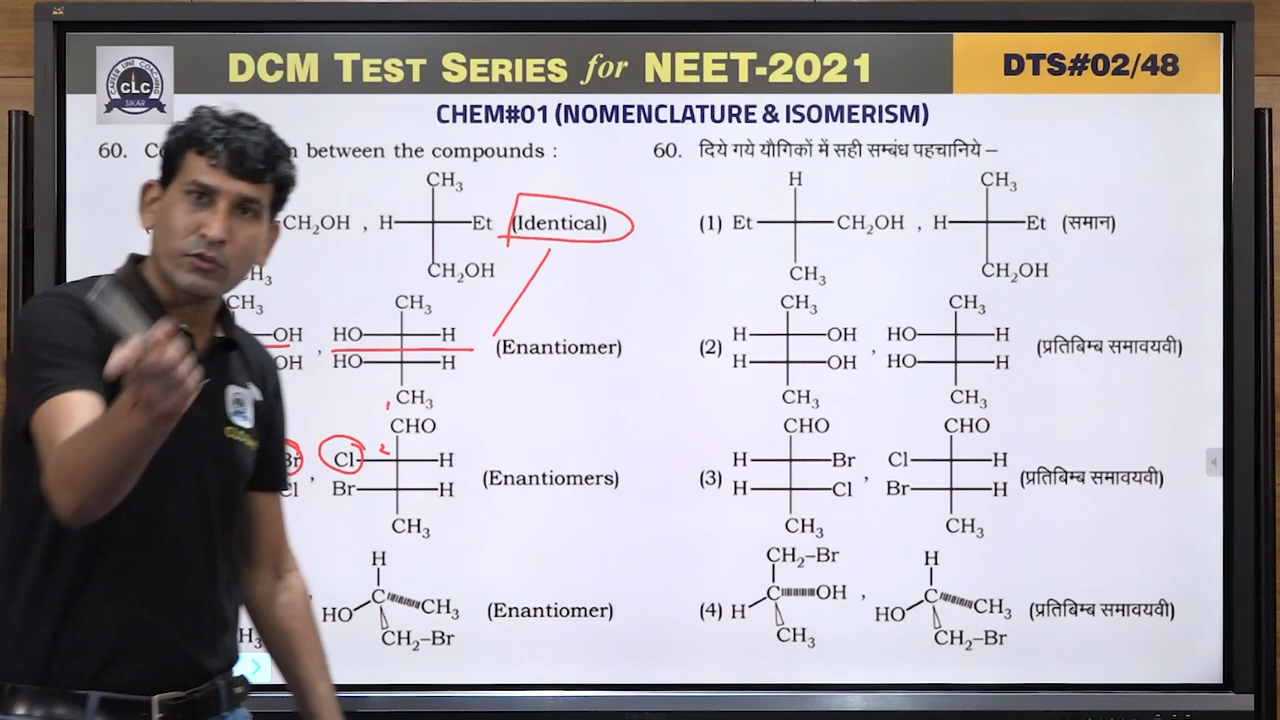 CAREER LINE COACHING
CLC
SIKAR
DCM TEST SERIES for NEET-2021
DTS#02/48
CHEM#01 (NOMENCLATURE & ISOMERISM)
60. between the compounds :
CH₃
CH₂OH , H Et (Identical)
CH₂OH
H₃
CH₃ CH₃
OH , HO H
OH HO H (Enantiomer)
CH₃
CHO
Br , Cl H
Cl Br H (Enantiomers)
CH₃
H
, HO C CH₃ (Enantiomer)
H₃ CH₂–Br
60. दिये गये यौगिकों में सही सम्बंध पहचानिये –
H CH₃
(1) Et CH₂OH , H Et (समान)
CH₃ CH₂OH
CH₃ CH₃
H OH HO H
(2) , (प्रतिबिम्ब समावयवी)
H OH HO H
CH₃ CH₃
CHO CHO
H Br Cl H
(3) , (प्रतिबिम्ब समावयवी)
H Cl Br H
CH₃ CH₃
CH₂–Br H
(4) H C OH , HO C CH₃ (प्रतिबिम्ब समावयवी)
CH₃ CH₂–Br